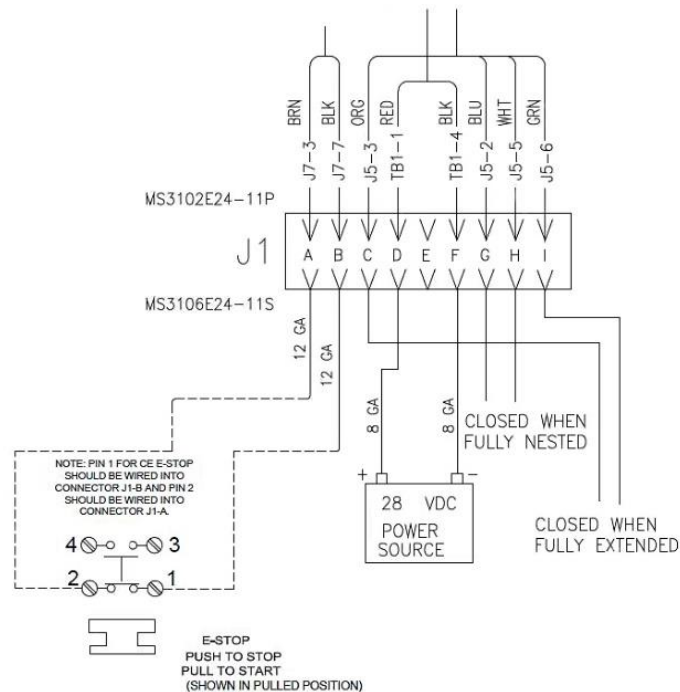 BRN
BLK
ORG
RED
BLK
BLU
WHT
GRN
J7-3
J7-7
J5-3
TB1-1
TB1-4
J5-2
J5-5
J5-6
MS3102E24-11P
J1
A B C D E F G H I
MS3106E24-11S
12 GA
12 GA
8 GA
8 GA
CLOSED WHEN
FULLY NESTED
+
-
28 VDC
POWER
SOURCE
CLOSED WHEN
FULLY EXTENDED
NOTE: PIN 1 FOR CE E-STOP
SHOULD BE WIRED INTO
CONNECTOR J1-B AND PIN 2
SHOULD BE WIRED INTO
CONNECTOR J1-A.
4 3
2 1
E-STOP
PUSH TO STOP
PULL TO START
(SHOWN IN PULLED POSITION)